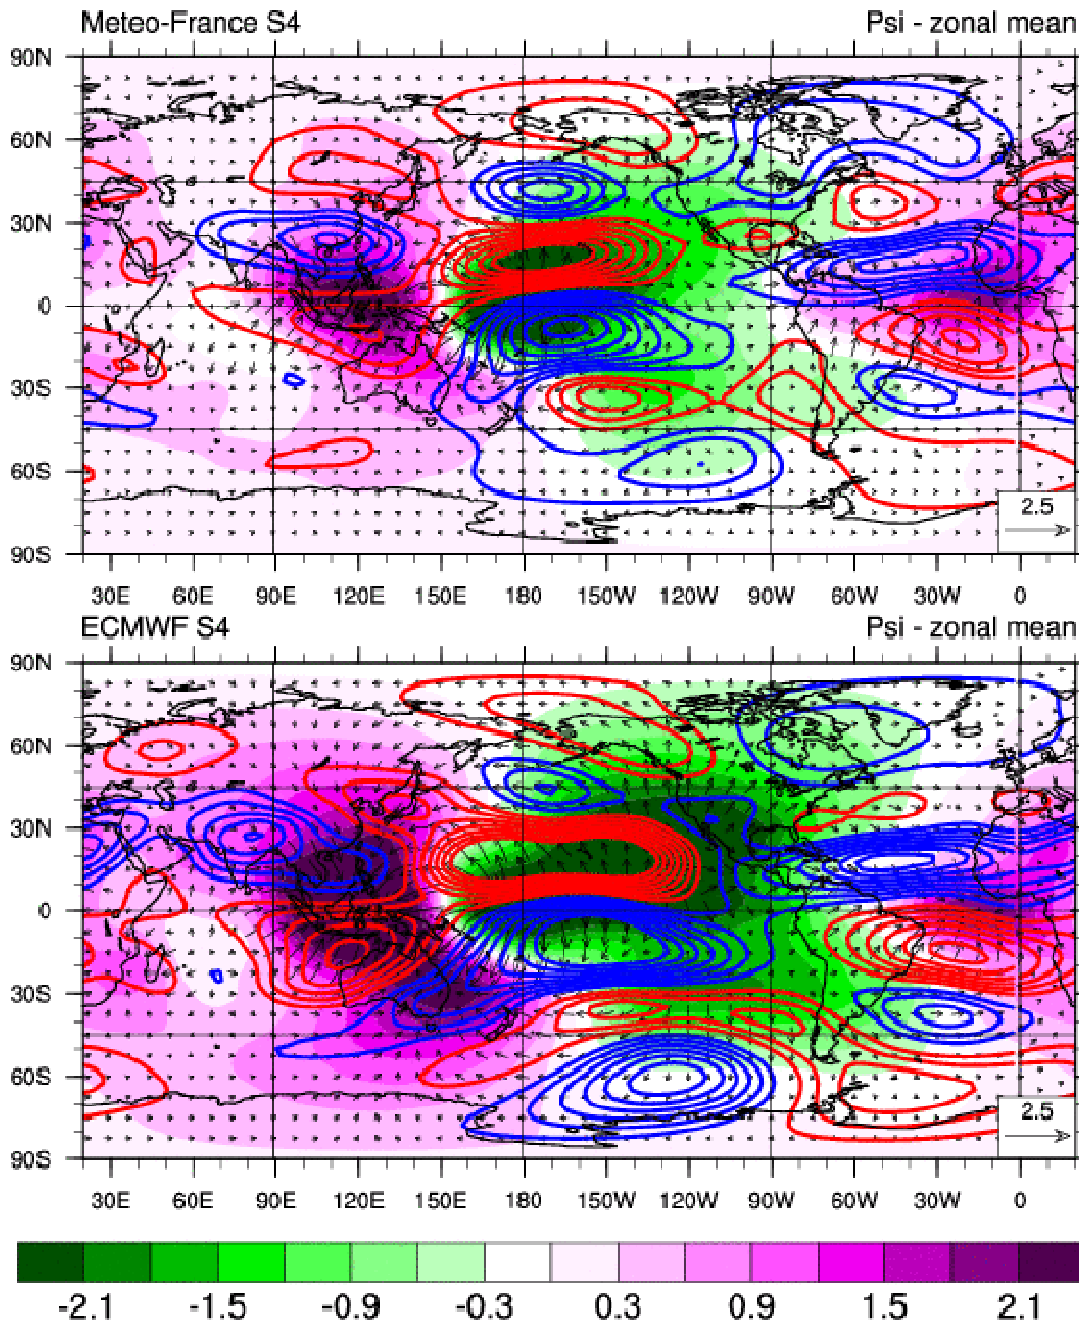 Meteo-France S4 Psi - zonal mean
90N
60N
30N
0
30S
60S
90S
2.5
30E 60E 90E 120E 150E 180 150W 120W 90W 60W 30W 0
ECMWF S4 Psi - zonal mean
90N
60N
30N
0
30S
60S
90S
2.5
30E 60E 90E 120E 150E 180 150W 120W 90W 60W 30W 0
-2.1 -1.5 -0.9 -0.3 0.3 0.9 1.5 2.1